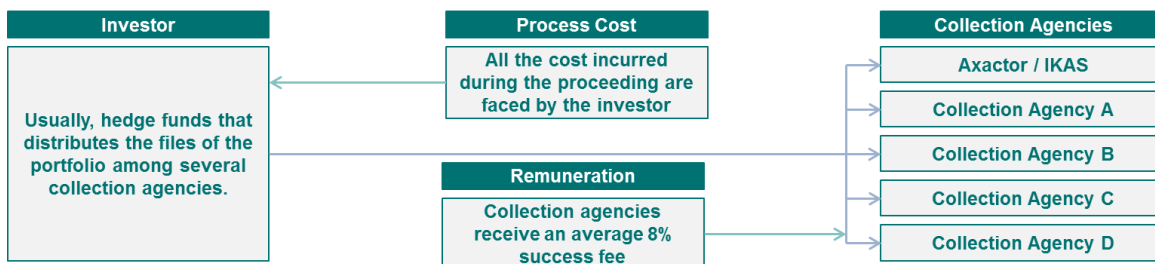 Investor
Usually, hedge funds that
distributes the files of the
portfolio among several
collection agencies.
Process Cost
All the cost incurred
during the proceeding are
faced by the investor
Remuneration
Collection agencies
receive an average 8%
success fee
Collection Agencies
Axactor / IKAS
Collection Agency A
Collection Agency B
Collection Agency C
Collection Agency D